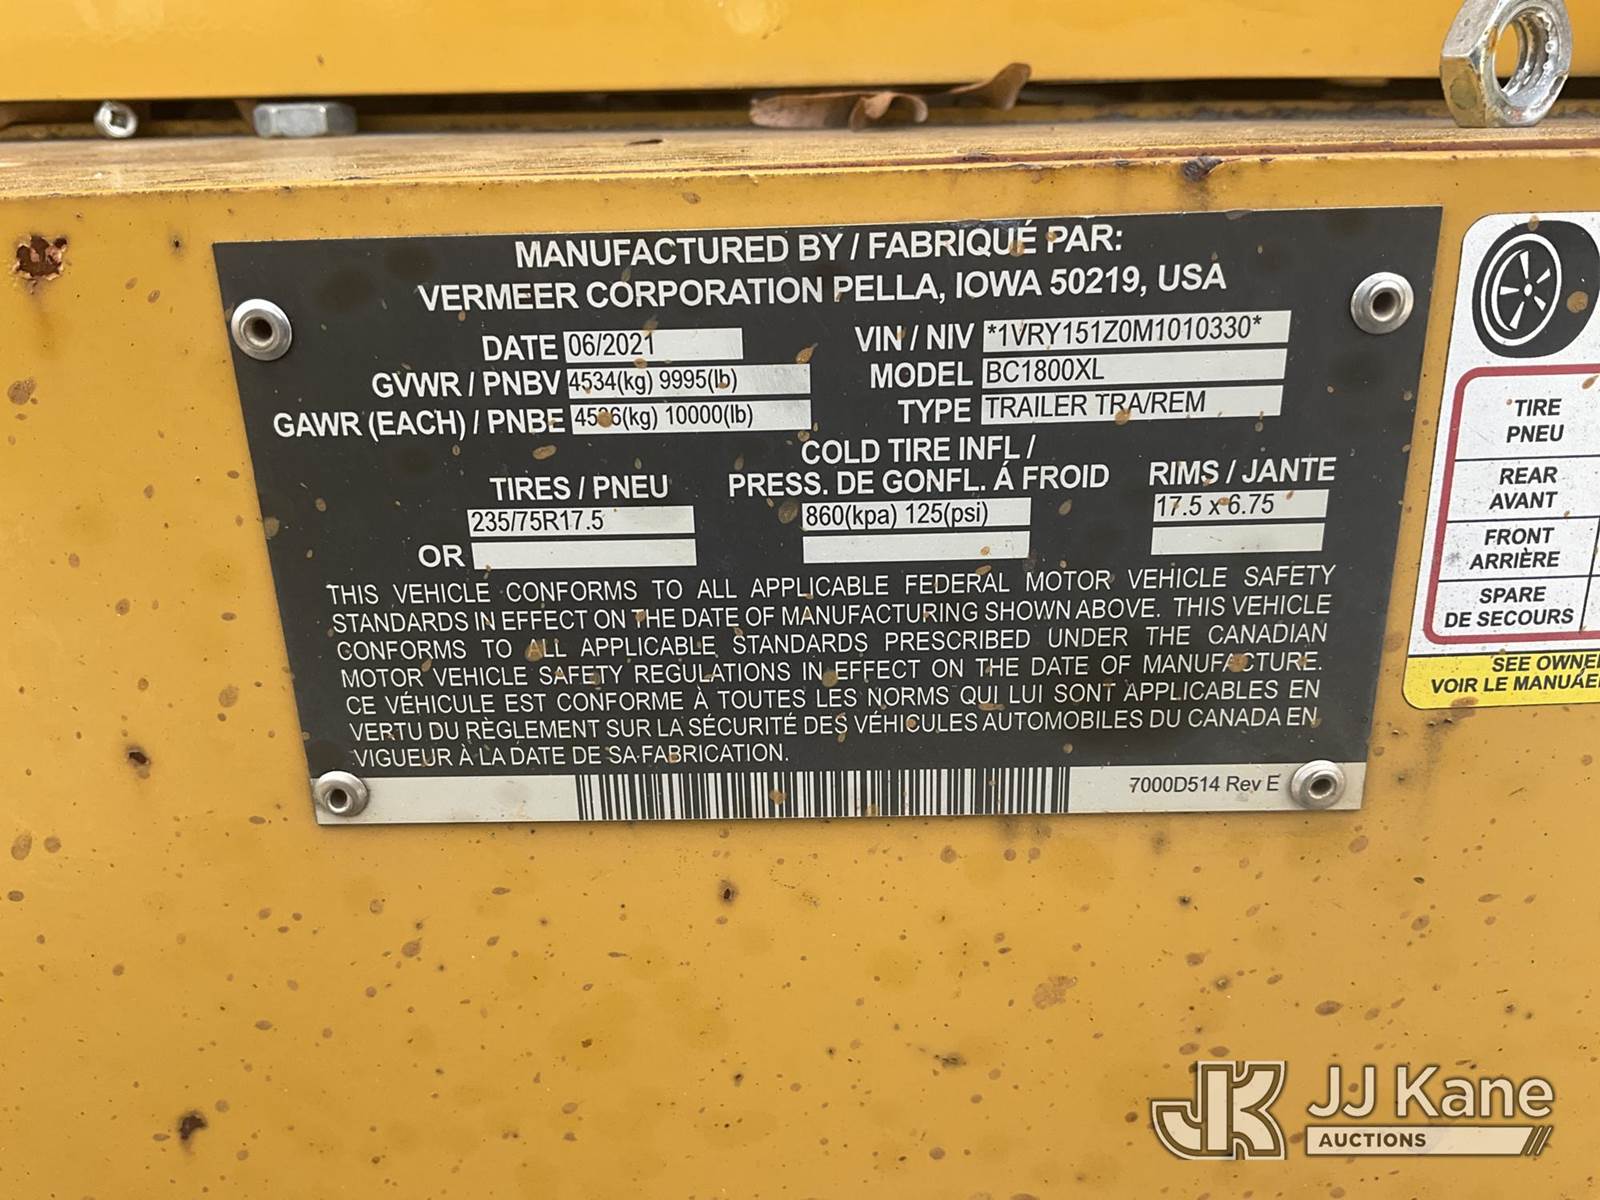 MANUFACTURED BY / FABRIQUÉ PAR:
VERMEER CORPORATION PELLA, IOWA 50219, USA
DATE 06/2021
VIN / NIV *1VRY151Z0M1010330*
GVWR / PNBV 4534(kg) 9995(lb)
MODEL BC1800XL
GAWR (EACH) / PNBE 4536(kg) 10000(lb)
TYPE TRAILER TRA/REM
TIRES / PNEU
COLD TIRE INFL /
PRESS. DE GONFL. Á FROID
RIMS / JANTE
235/75R17.5
860(kpa) 125(psi)
17.5 x 6.75
OR
THIS VEHICLE CONFORMS TO ALL APPLICABLE FEDERAL MOTOR VEHICLE SAFETY
STANDARDS IN EFFECT ON THE DATE OF MANUFACTURING SHOWN ABOVE. THIS VEHICLE
CONFORMS TO ALL APPLICABLE STANDARDS PRESCRIBED UNDER THE CANADIAN
MOTOR VEHICLE SAFETY REGULATIONS IN EFFECT ON THE DATE OF MANUFACTURE.
CE VÉHICULE EST CONFORME À TOUTES LES NORMS QUI LUI SONT APPLICABLES EN
VERTU DU RÈGLEMENT SUR LA SÉCURITÉ DES VÉHICULES AUTOMOBILES DU CANADA EN
VIGUEUR À LA DATE DE SA FABRICATION.
7000D514 Rev E
TIRE
PNEU
REAR
AVANT
FRONT
ARRIÈRE
SPARE
DE SECOURS
SEE
VOIR LE
JK JJ Kane
AUCTIONS